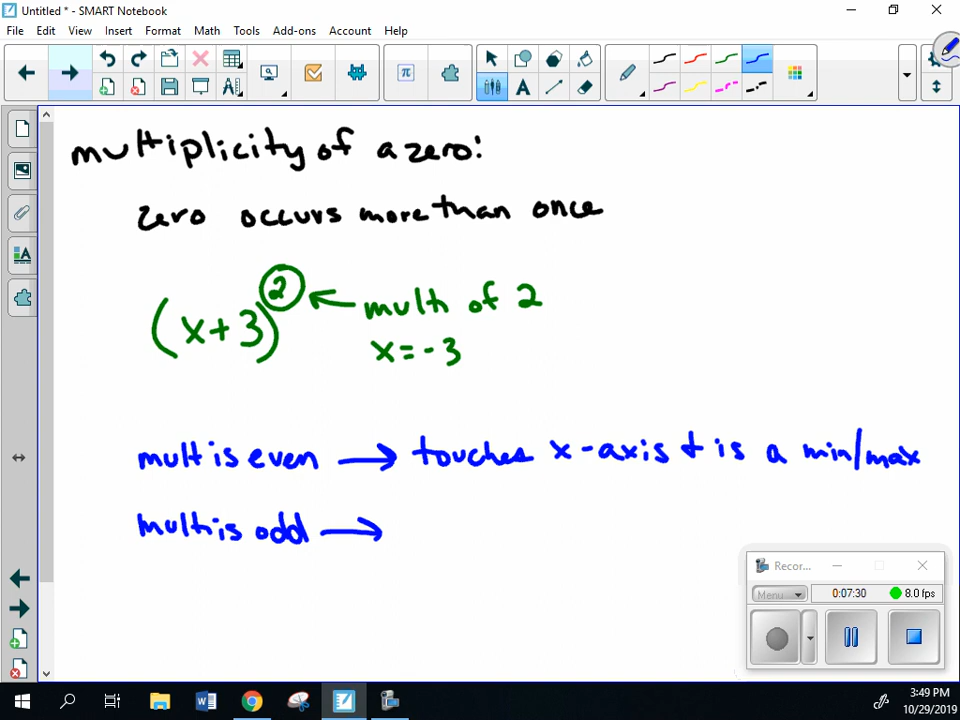 Untitled * - SMART Notebook
File Edit View Insert Format Math Tools Add-ons Account Help
multiplicity of a zero:
zero occurs more than once
(x+3)² ← mult of 2
x=-3
mult is even → touches x-axis + is a min/max
mult is odd →
Recor...
Menu 0:07:30 8.0 fps
3:49 PM
10/29/2019